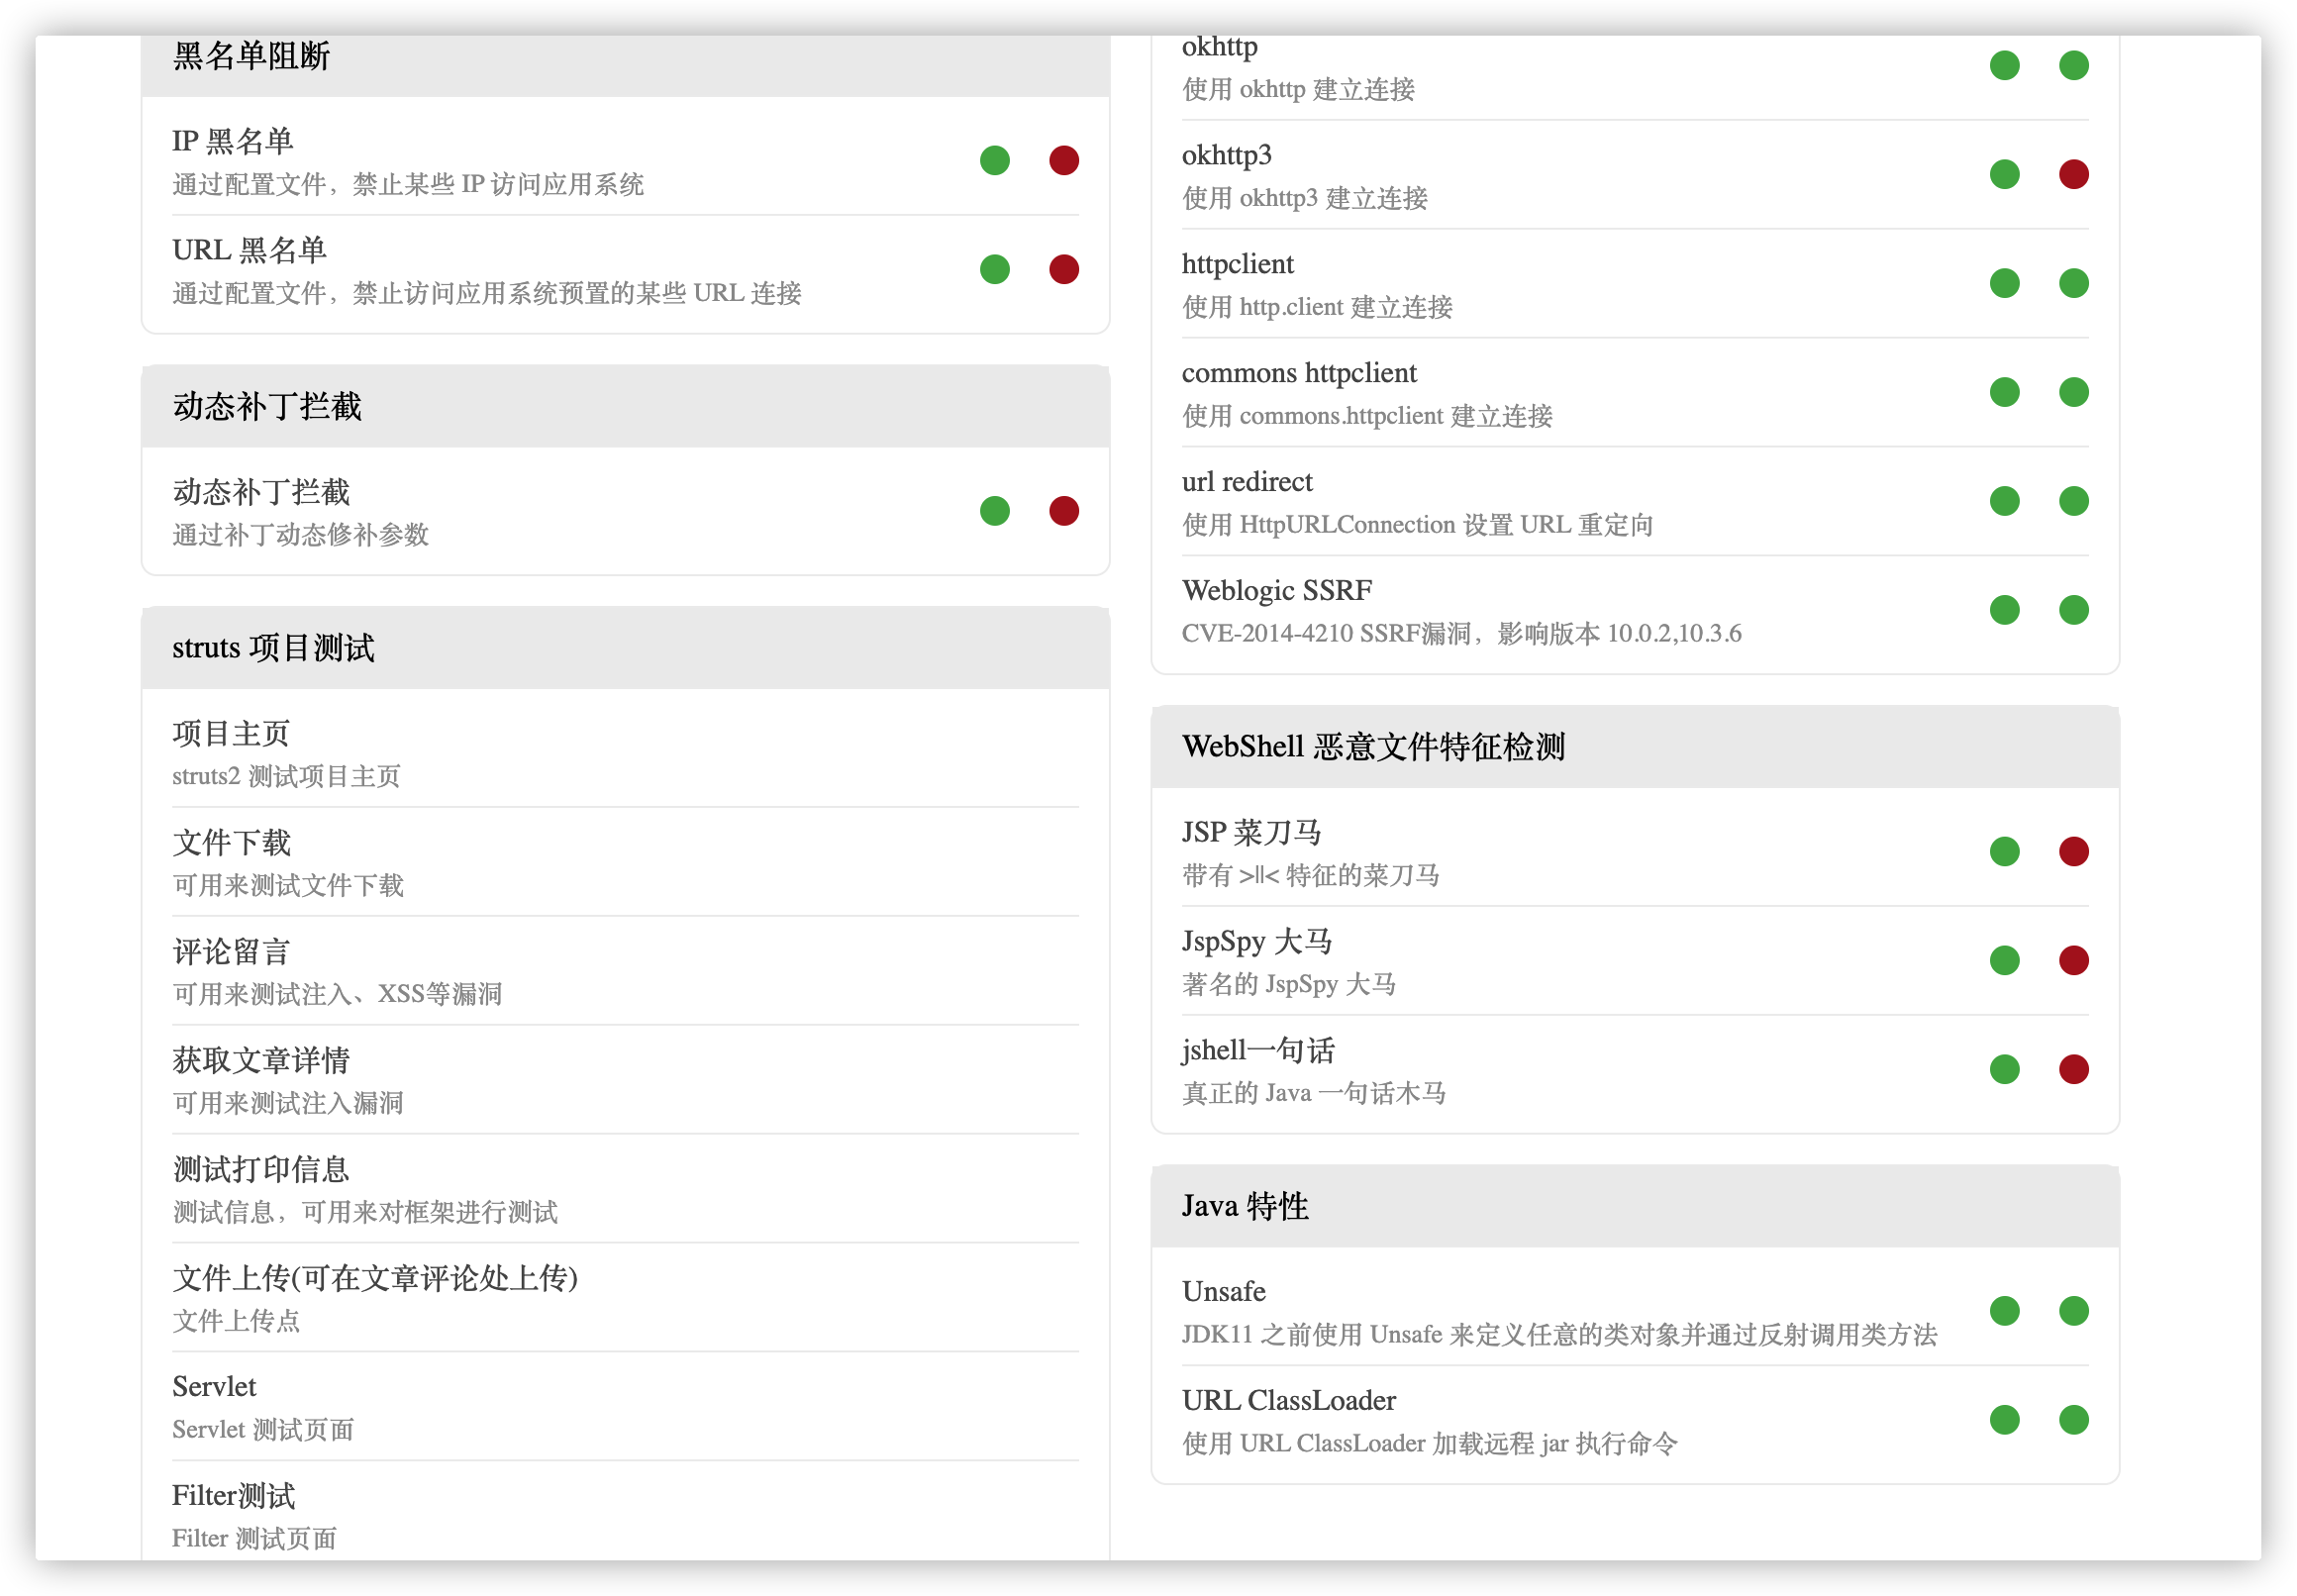 黑名单阻断
IP 黑名单
通过配置文件，禁止某些 IP 访问应用系统
URL 黑名单
通过配置文件，禁止访问应用系统预置的某些 URL 连接
动态补丁拦截
动态补丁拦截
通过补丁动态修补参数
struts 项目测试
项目主页
struts2 测试项目主页
文件下载
可用来测试文件下载
评论留言
可用来测试注入、XSS等漏洞
获取文章详情
可用来测试注入漏洞
测试打印信息
测试信息，可用来对框架进行测试
文件上传(可在文章评论处上传)
文件上传点
Servlet
Servlet 测试页面
Filter测试
Filter 测试页面
okhttp
使用 okhttp 建立连接
okhttp3
使用 okhttp3 建立连接
httpclient
使用 http.client 建立连接
commons httpclient
使用 commons.httpclient 建立连接
url redirect
使用 HttpURLConnection 设置 URL 重定向
Weblogic SSRF
CVE-2014-4210 SSRF漏洞，影响版本 10.0.2,10.3.6
WebShell 恶意文件特征检测
JSP 菜刀马
带有 >||< 特征的菜刀马
JspSpy 大马
著名的 JspSpy 大马
jshell一句话
真正的 Java 一句话木马
Java 特性
Unsafe
JDK11 之前使用 Unsafe 来定义任意的类对象并通过反射调用类方法
URL ClassLoader
使用 URL ClassLoader 加载远程 jar 执行命令